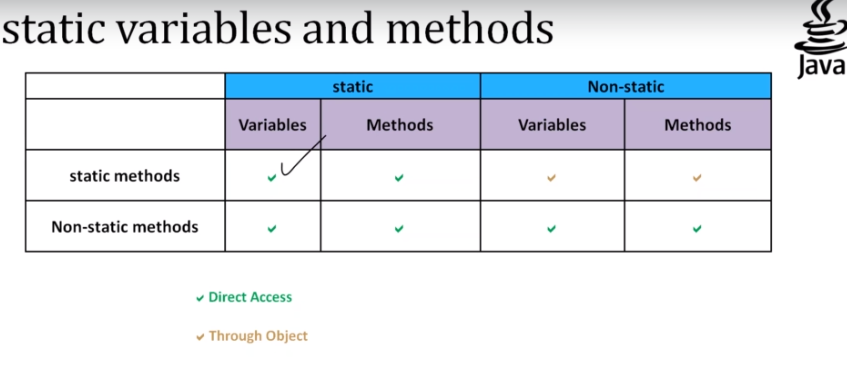 static variables and methods
Java
static Non-static
Variables Methods Variables Methods
static methods
Non-static methods
Direct Access
Through Object